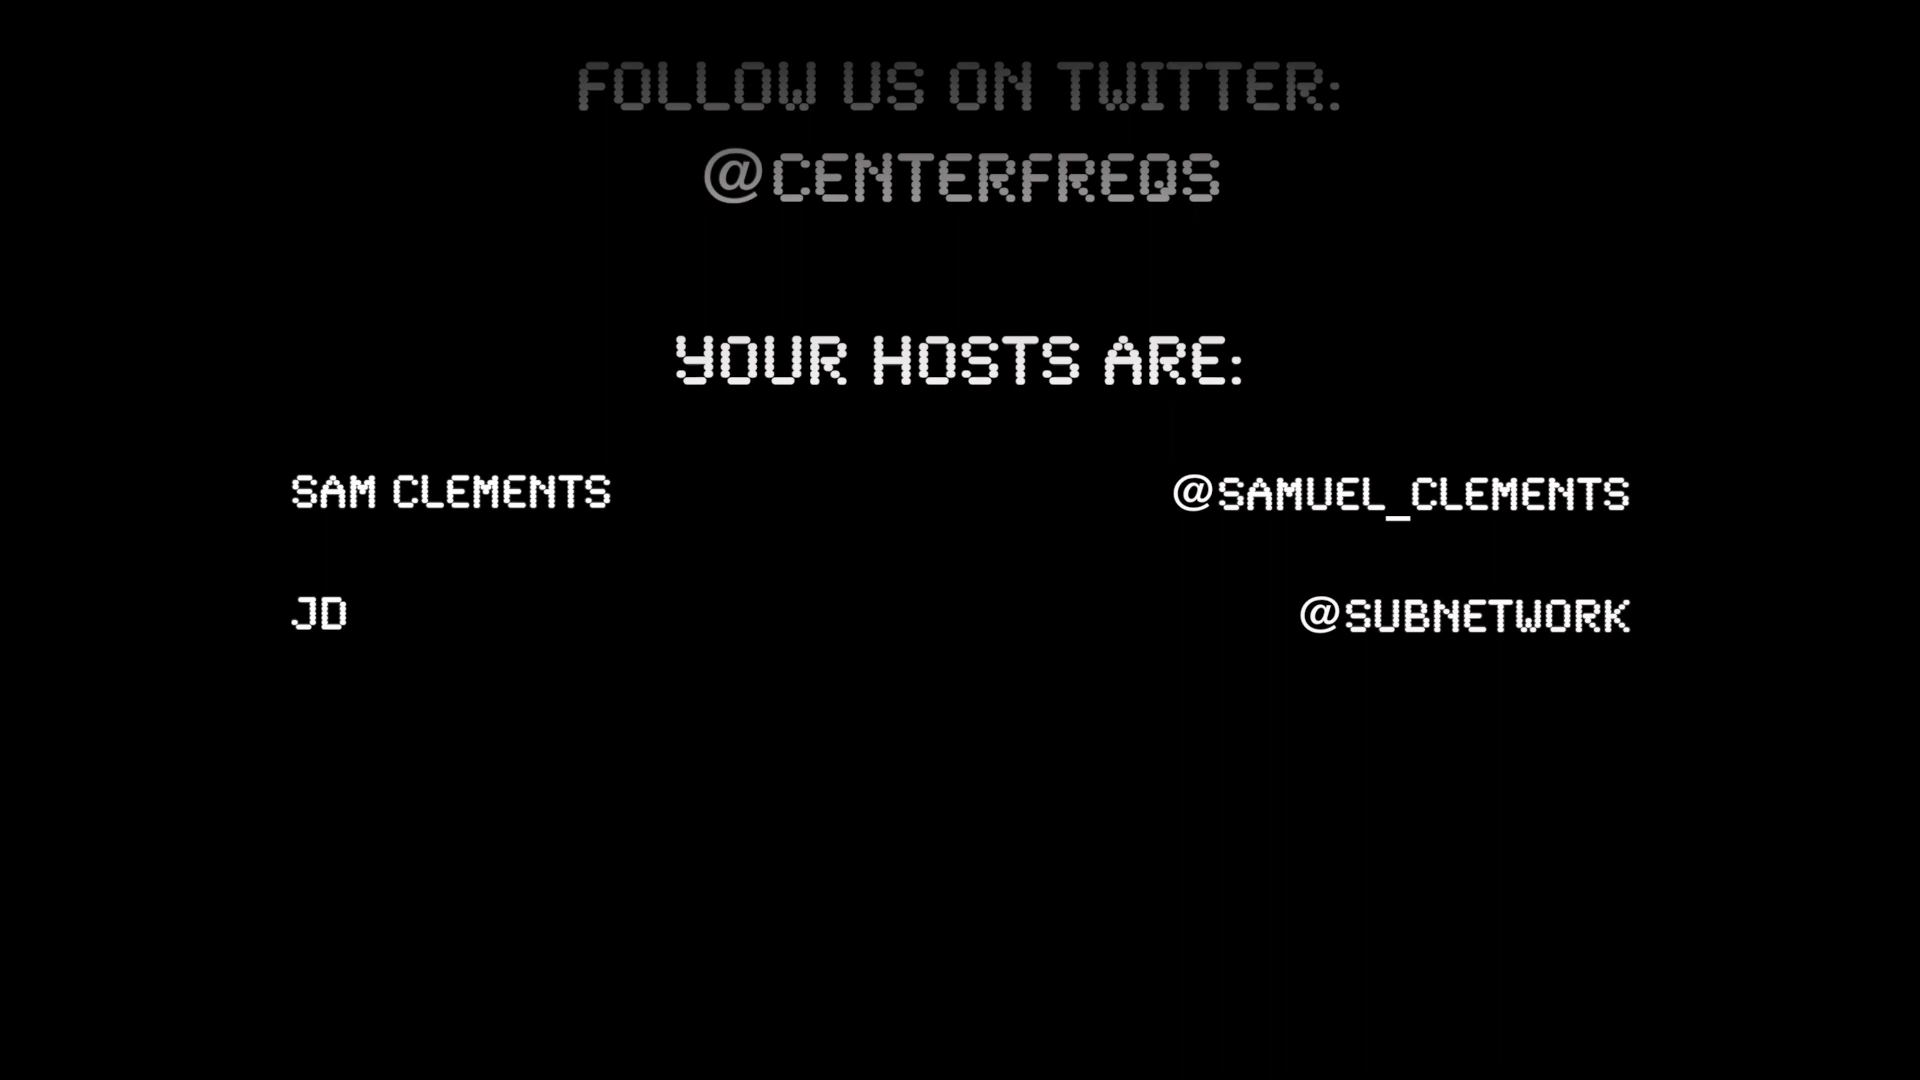 FOLLOW US ON TWITTER:
@CENTERFREQS
YOUR HOSTS ARE:
SAM CLEMENTS @SAMUEL_CLEMENTS
JD @SUBNETWORK